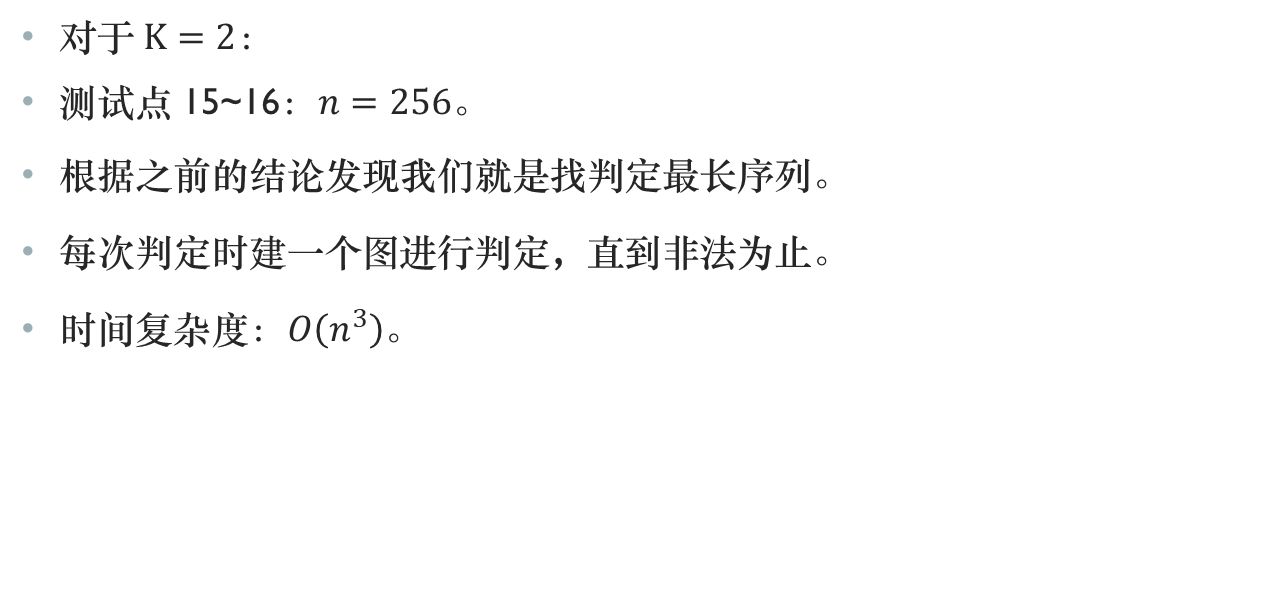 • 对于 K = 2：
• 测试点 15~16：n = 256。
• 根据之前的结论发现我们就是找判定最长序列。
• 每次判定时建一个图进行判定，直到非法为止。
• 时间复杂度：O(n³)。